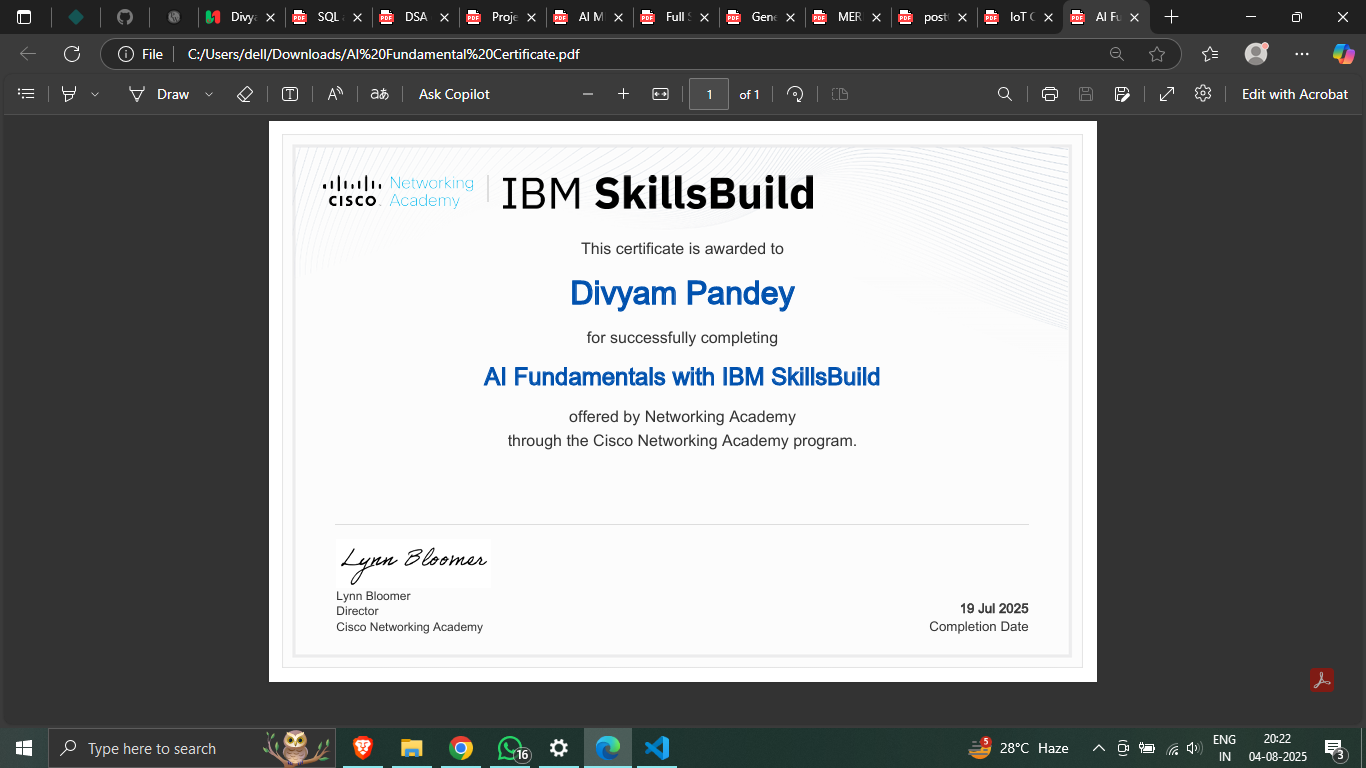 Divya
SQL
DSA
Proje
AI M
Full S
Gene
MER
posti
IoT C
AI Fu
File
C:/Users/dell/Downloads/AI%20Fundamental%20Certificate.pdf
Draw
aあ
Ask Copilot
1 of 1
Edit with Acrobat
CISCO Networking Academy
IBM SkillsBuild
This certificate is awarded to
Divyam Pandey
for successfully completing
AI Fundamentals with IBM SkillsBuild
offered by Networking Academy
through the Cisco Networking Academy program.
Lynn Bloomer
Lynn Bloomer
Director
Cisco Networking Academy
19 Jul 2025
Completion Date
Type here to search
16
5
28°C Haze
ENG
IN
20:22
04-08-2025
3